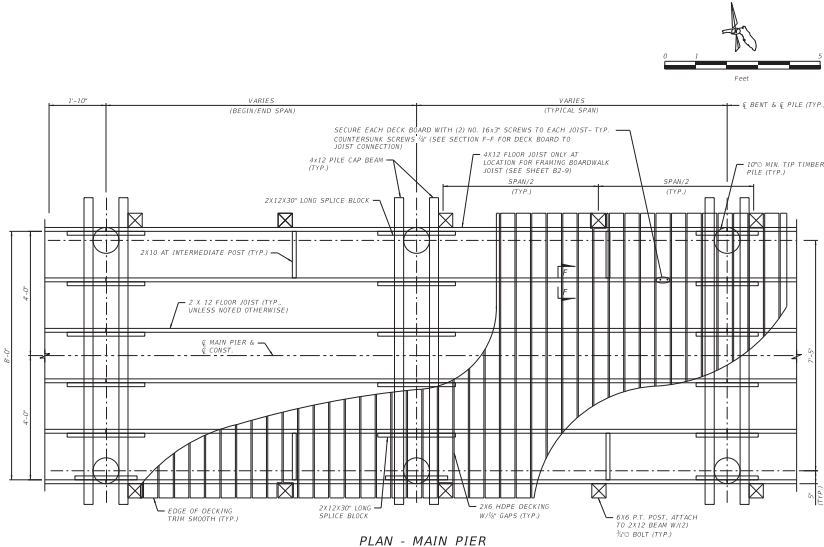 0 1 5
Feet
1'-10"
VARIES
(BEGIN/END SPAN)
VARIES
(TYPICAL SPAN)
℄ BENT & ℄ PILE (TYP.)
SECURE EACH DECK BOARD WITH (2) NO. 16x3" SCREWS TO EACH JOIST- TYP.
COUNTERSUNK SCREWS ⅛" (SEE SECTION F-F FOR DECK BOARD TO
JOIST CONNECTION)
4x12 PILE CAP BEAM
(TYP.)
4X12 FLOOR JOIST ONLY AT
LOCATION FOR FRAMING BOARDWALK
JOIST (SEE SHEET B2-9)
10"∅ MIN. TIP TIMBER
PILE (TYP.)
SPAN/2
(TYP.)
SPAN/2
(TYP.)
2X12X30" LONG SPLICE BLOCK
2X10 AT INTERMEDIATE POST (TYP.)
F
F
2 X 12 FLOOR JOIST (TYP.,
UNLESS NOTED OTHERWISE)
℄ MAIN PIER &
℄ CONST.
4'-0"
8'-0"
4'-0"
7'-5"
5"
(TYP.)
EDGE OF DECKING
TRIM SMOOTH (TYP.)
2X12X30" LONG
SPLICE BLOCK
2X6 HDPE DECKING
W/⅛" GAPS (TYP.)
6X6 P.T. POST, ATTACH
TO 2X12 BEAM W/(2)
¾"∅ BOLT (TYP.)
PLAN - MAIN PIER